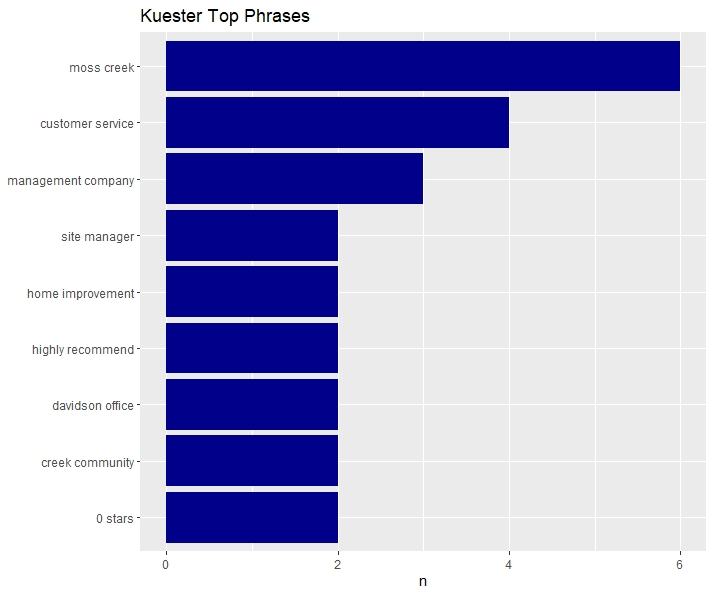 Kuester Top Phrases
moss creek
customer service
management company
site manager
home improvement
highly recommend
davidson office
creek community
0 stars
0 2 4 6
n